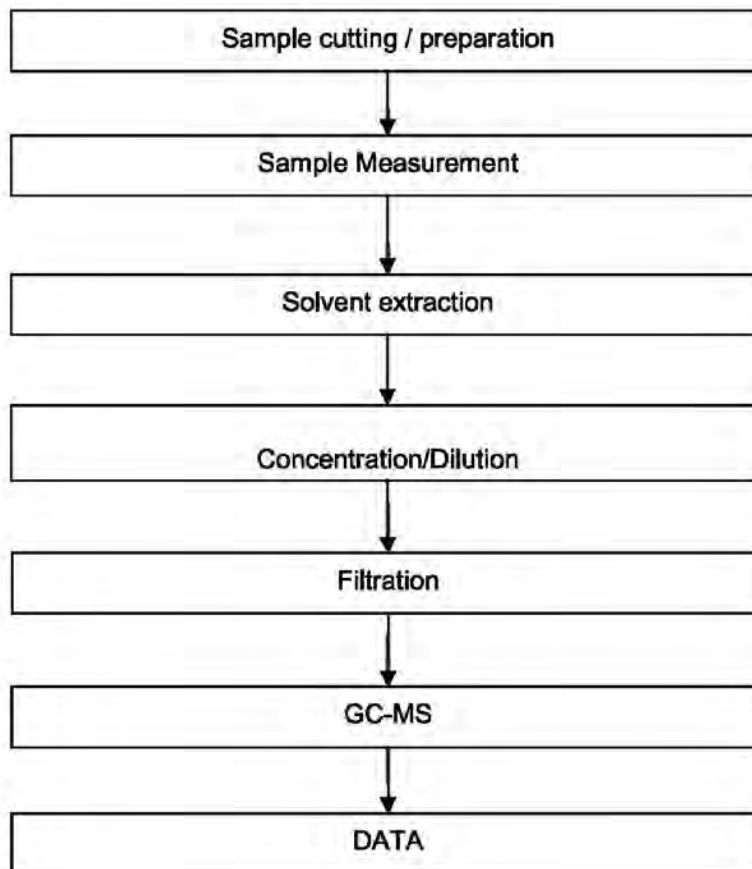 Sample cutting / preparation
Sample Measurement
Solvent extraction
Concentration/Dilution
Filtration
GC-MS
DATA